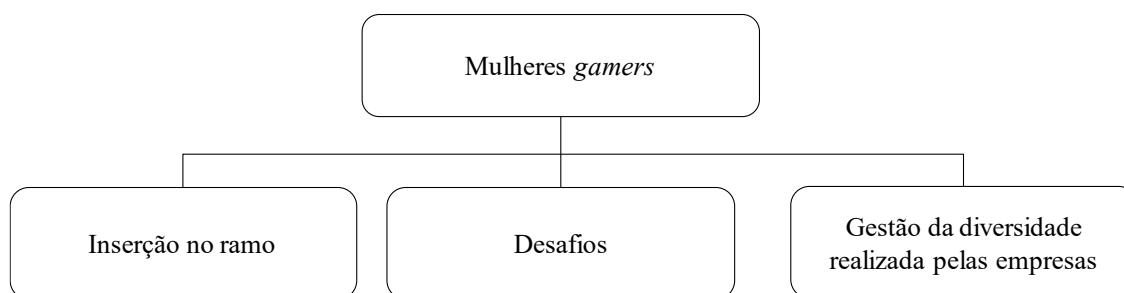 Mulheres gamers
Inserção no ramo
Desafios
Gestão da diversidade
realizada pelas empresas